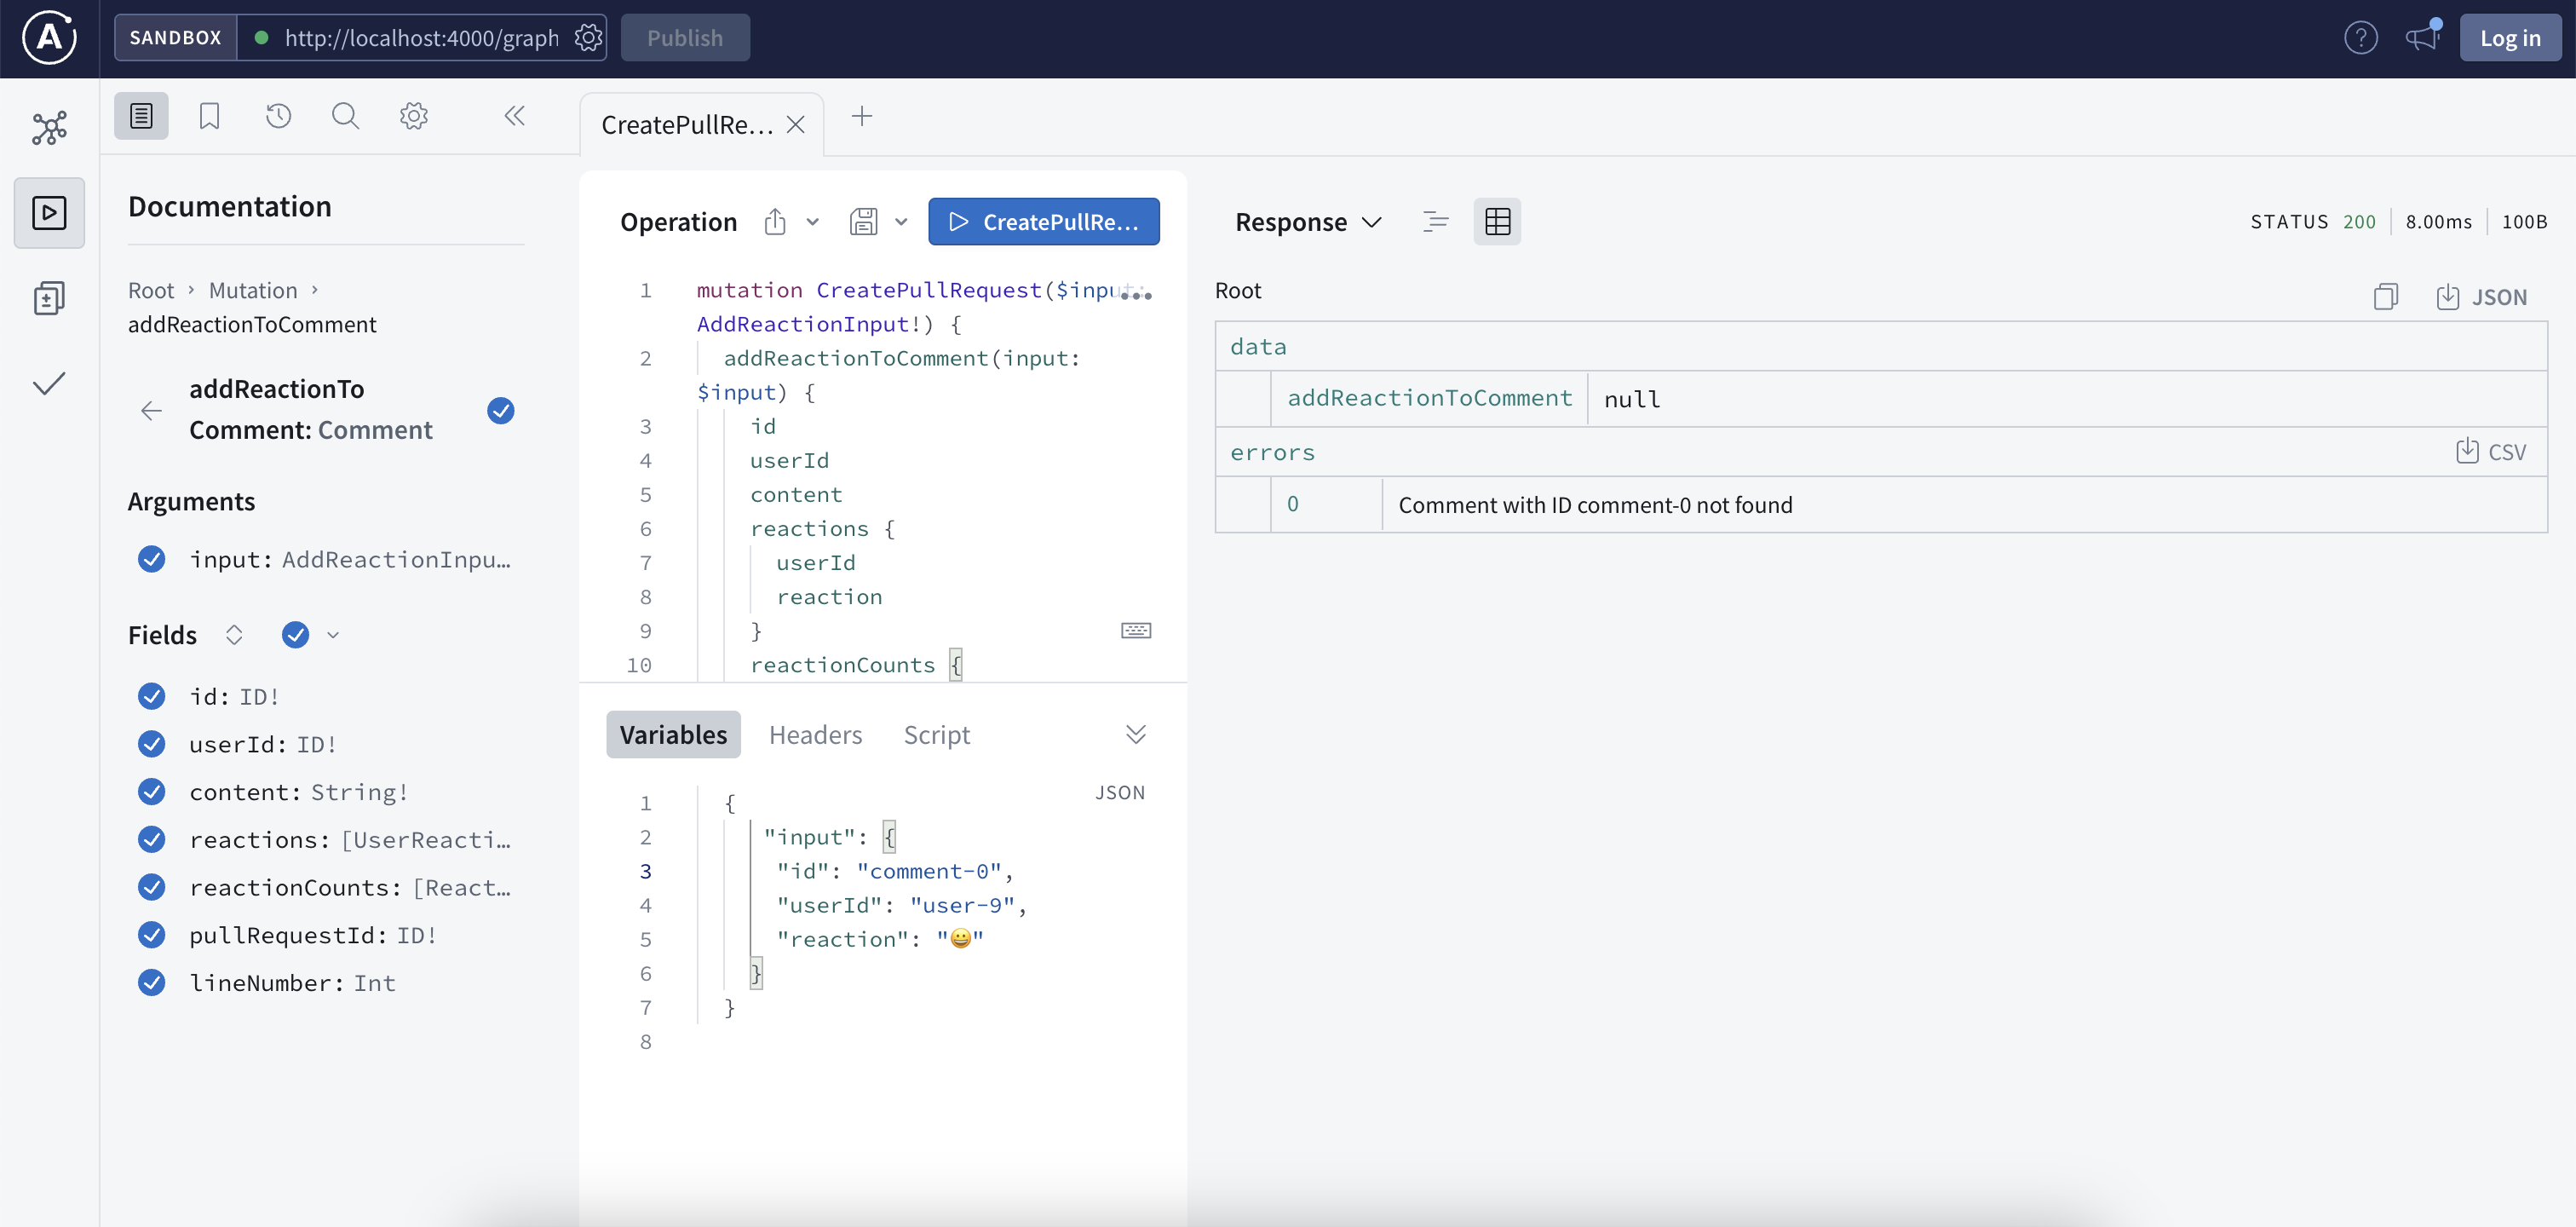 SANDBOX http://localhost:4000/graph Publish Log in
CreatePullRe...
Documentation
Root › Mutation ›
addReactionToComment
addReactionTo
Comment: Comment
Arguments
input: AddReactionInpu…
Fields
id: ID!
userId: ID!
content: String!
reactions: [UserReacti…
reactionCounts: [React…
pullRequestId: ID!
lineNumber: Int
Operation CreatePullRe...
1 mutation CreatePullRequest($input:
AddReactionInput!) {
2 addReactionToComment(input:
$input) {
3 id
4 userId
5 content
6 reactions {
7 userId
8 reaction
9 }
10 reactionCounts {
Variables Headers Script
JSON
1 {
2 "input": {
3 "id": "comment-0",
4 "userId": "user-9",
5 "reaction": "😀"
6 }
7 }
8
Response STATUS 200 8.00ms 100B
Root JSON
data
addReactionToComment null
errors CSV
0 Comment with ID comment-0 not found